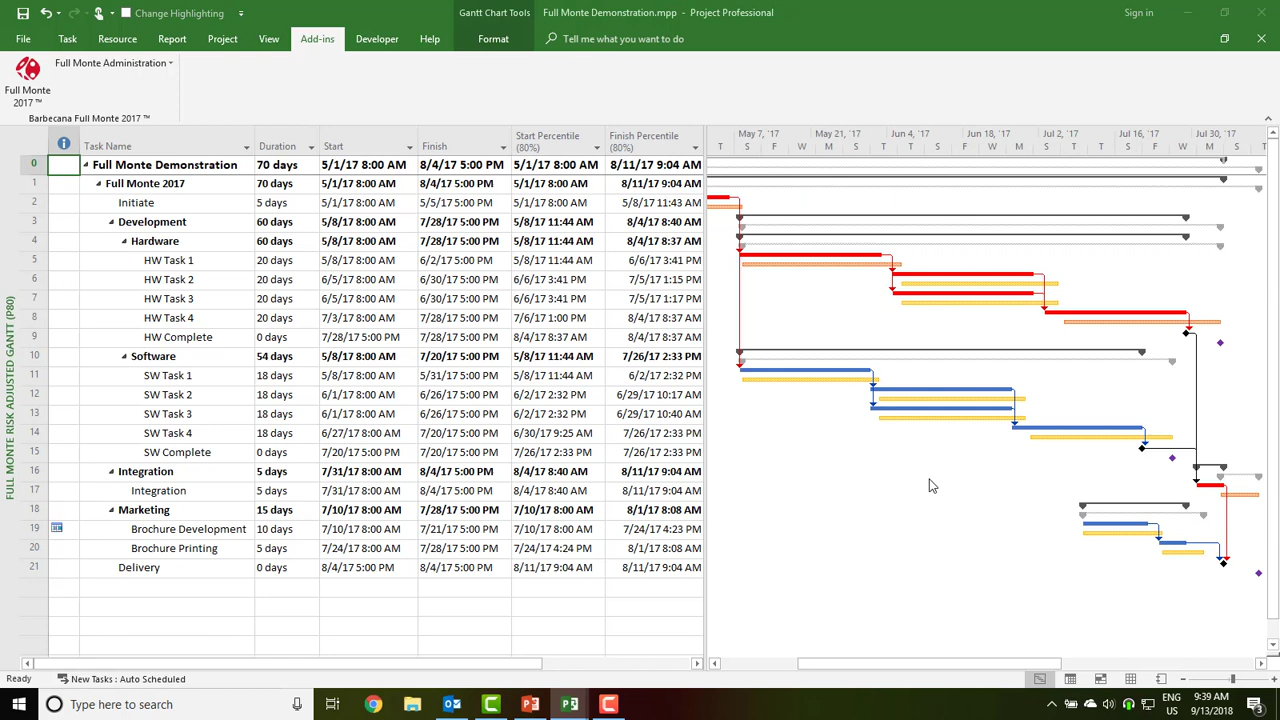 Change Highlighting
Gantt Chart Tools
Full Monte Demonstration.mpp - Project Professional
Sign in
File Task Resource Report Project View Add-ins Developer Help Format Tell me what you want to do
Full Monte 2017 ™
Full Monte Administration
Barbecana Full Monte 2017 ™
Task Name Duration Start Finish Start Percentile (80%) Finish Percentile (80%)
May 7, '17 May 21, '17 Jun 4, '17 Jun 18, '17 Jul 2, '17 Jul 16, '17 Jul 30, '17
T S W S T M F T S W S T M F T S W S T M T
0 Full Monte Demonstration 70 days 5/1/17 8:00 AM 8/4/17 5:00 PM 5/1/17 8:00 AM 8/11/17 9:04 AM
1 Full Monte 2017 70 days 5/1/17 8:00 AM 8/4/17 5:00 PM 5/1/17 8:00 AM 8/11/17 9:04 AM
2 Initiate 5 days 5/1/17 8:00 AM 5/5/17 5:00 PM 5/1/17 8:00 AM 5/8/17 11:43 AM
3 Development 60 days 5/8/17 8:00 AM 7/28/17 5:00 PM 5/8/17 11:44 AM 8/4/17 8:40 AM
4 Hardware 60 days 5/8/17 8:00 AM 7/28/17 5:00 PM 5/8/17 11:44 AM 8/4/17 8:37 AM
5 HW Task 1 20 days 5/8/17 8:00 AM 6/2/17 5:00 PM 5/8/17 11:44 AM 6/6/17 3:41 PM
6 HW Task 2 20 days 6/5/17 8:00 AM 6/30/17 5:00 PM 6/6/17 3:41 PM 7/5/17 1:15 PM
7 HW Task 3 20 days 6/5/17 8:00 AM 6/30/17 5:00 PM 6/6/17 3:41 PM 7/5/17 1:17 PM
8 HW Task 4 20 days 7/3/17 8:00 AM 7/28/17 5:00 PM 7/6/17 1:00 PM 8/4/17 8:37 AM
9 HW Complete 0 days 7/28/17 5:00 PM 7/28/17 5:00 PM 8/4/17 8:37 AM 8/4/17 8:37 AM
10 Software 54 days 5/8/17 8:00 AM 7/20/17 5:00 PM 5/8/17 11:44 AM 7/26/17 2:33 PM
11 SW Task 1 18 days 5/8/17 8:00 AM 5/31/17 5:00 PM 5/8/17 11:44 AM 6/2/17 2:32 PM
12 SW Task 2 18 days 6/1/17 8:00 AM 6/26/17 5:00 PM 6/2/17 2:32 PM 6/29/17 10:17 AM
13 SW Task 3 18 days 6/1/17 8:00 AM 6/26/17 5:00 PM 6/2/17 2:32 PM 6/29/17 10:40 AM
14 SW Task 4 18 days 6/27/17 8:00 AM 7/20/17 5:00 PM 6/30/17 9:25 AM 7/26/17 2:33 PM
15 SW Complete 0 days 7/20/17 5:00 PM 7/20/17 5:00 PM 7/26/17 2:33 PM 7/26/17 2:33 PM
16 Integration 5 days 7/31/17 8:00 AM 8/4/17 5:00 PM 8/4/17 8:40 AM 8/11/17 9:04 AM
17 Integration 5 days 7/31/17 8:00 AM 8/4/17 5:00 PM 8/4/17 8:40 AM 8/11/17 9:04 AM
18 Marketing 15 days 7/10/17 8:00 AM 7/28/17 5:00 PM 7/10/17 8:00 AM 8/1/17 8:08 AM
19 Brochure Development 10 days 7/10/17 8:00 AM 7/21/17 5:00 PM 7/10/17 8:00 AM 7/24/17 4:23 PM
20 Brochure Printing 5 days 7/24/17 8:00 AM 7/28/17 5:00 PM 7/24/17 4:24 PM 8/1/17 8:08 AM
21 Delivery 0 days 8/4/17 5:00 PM 8/4/17 5:00 PM 8/11/17 9:04 AM 8/11/17 9:04 AM
FULL MONTE RISK ADJUSTED GANTT (P80)
Ready New Tasks : Auto Scheduled
Type here to search
ENG US
9:39 AM
9/13/2018
3